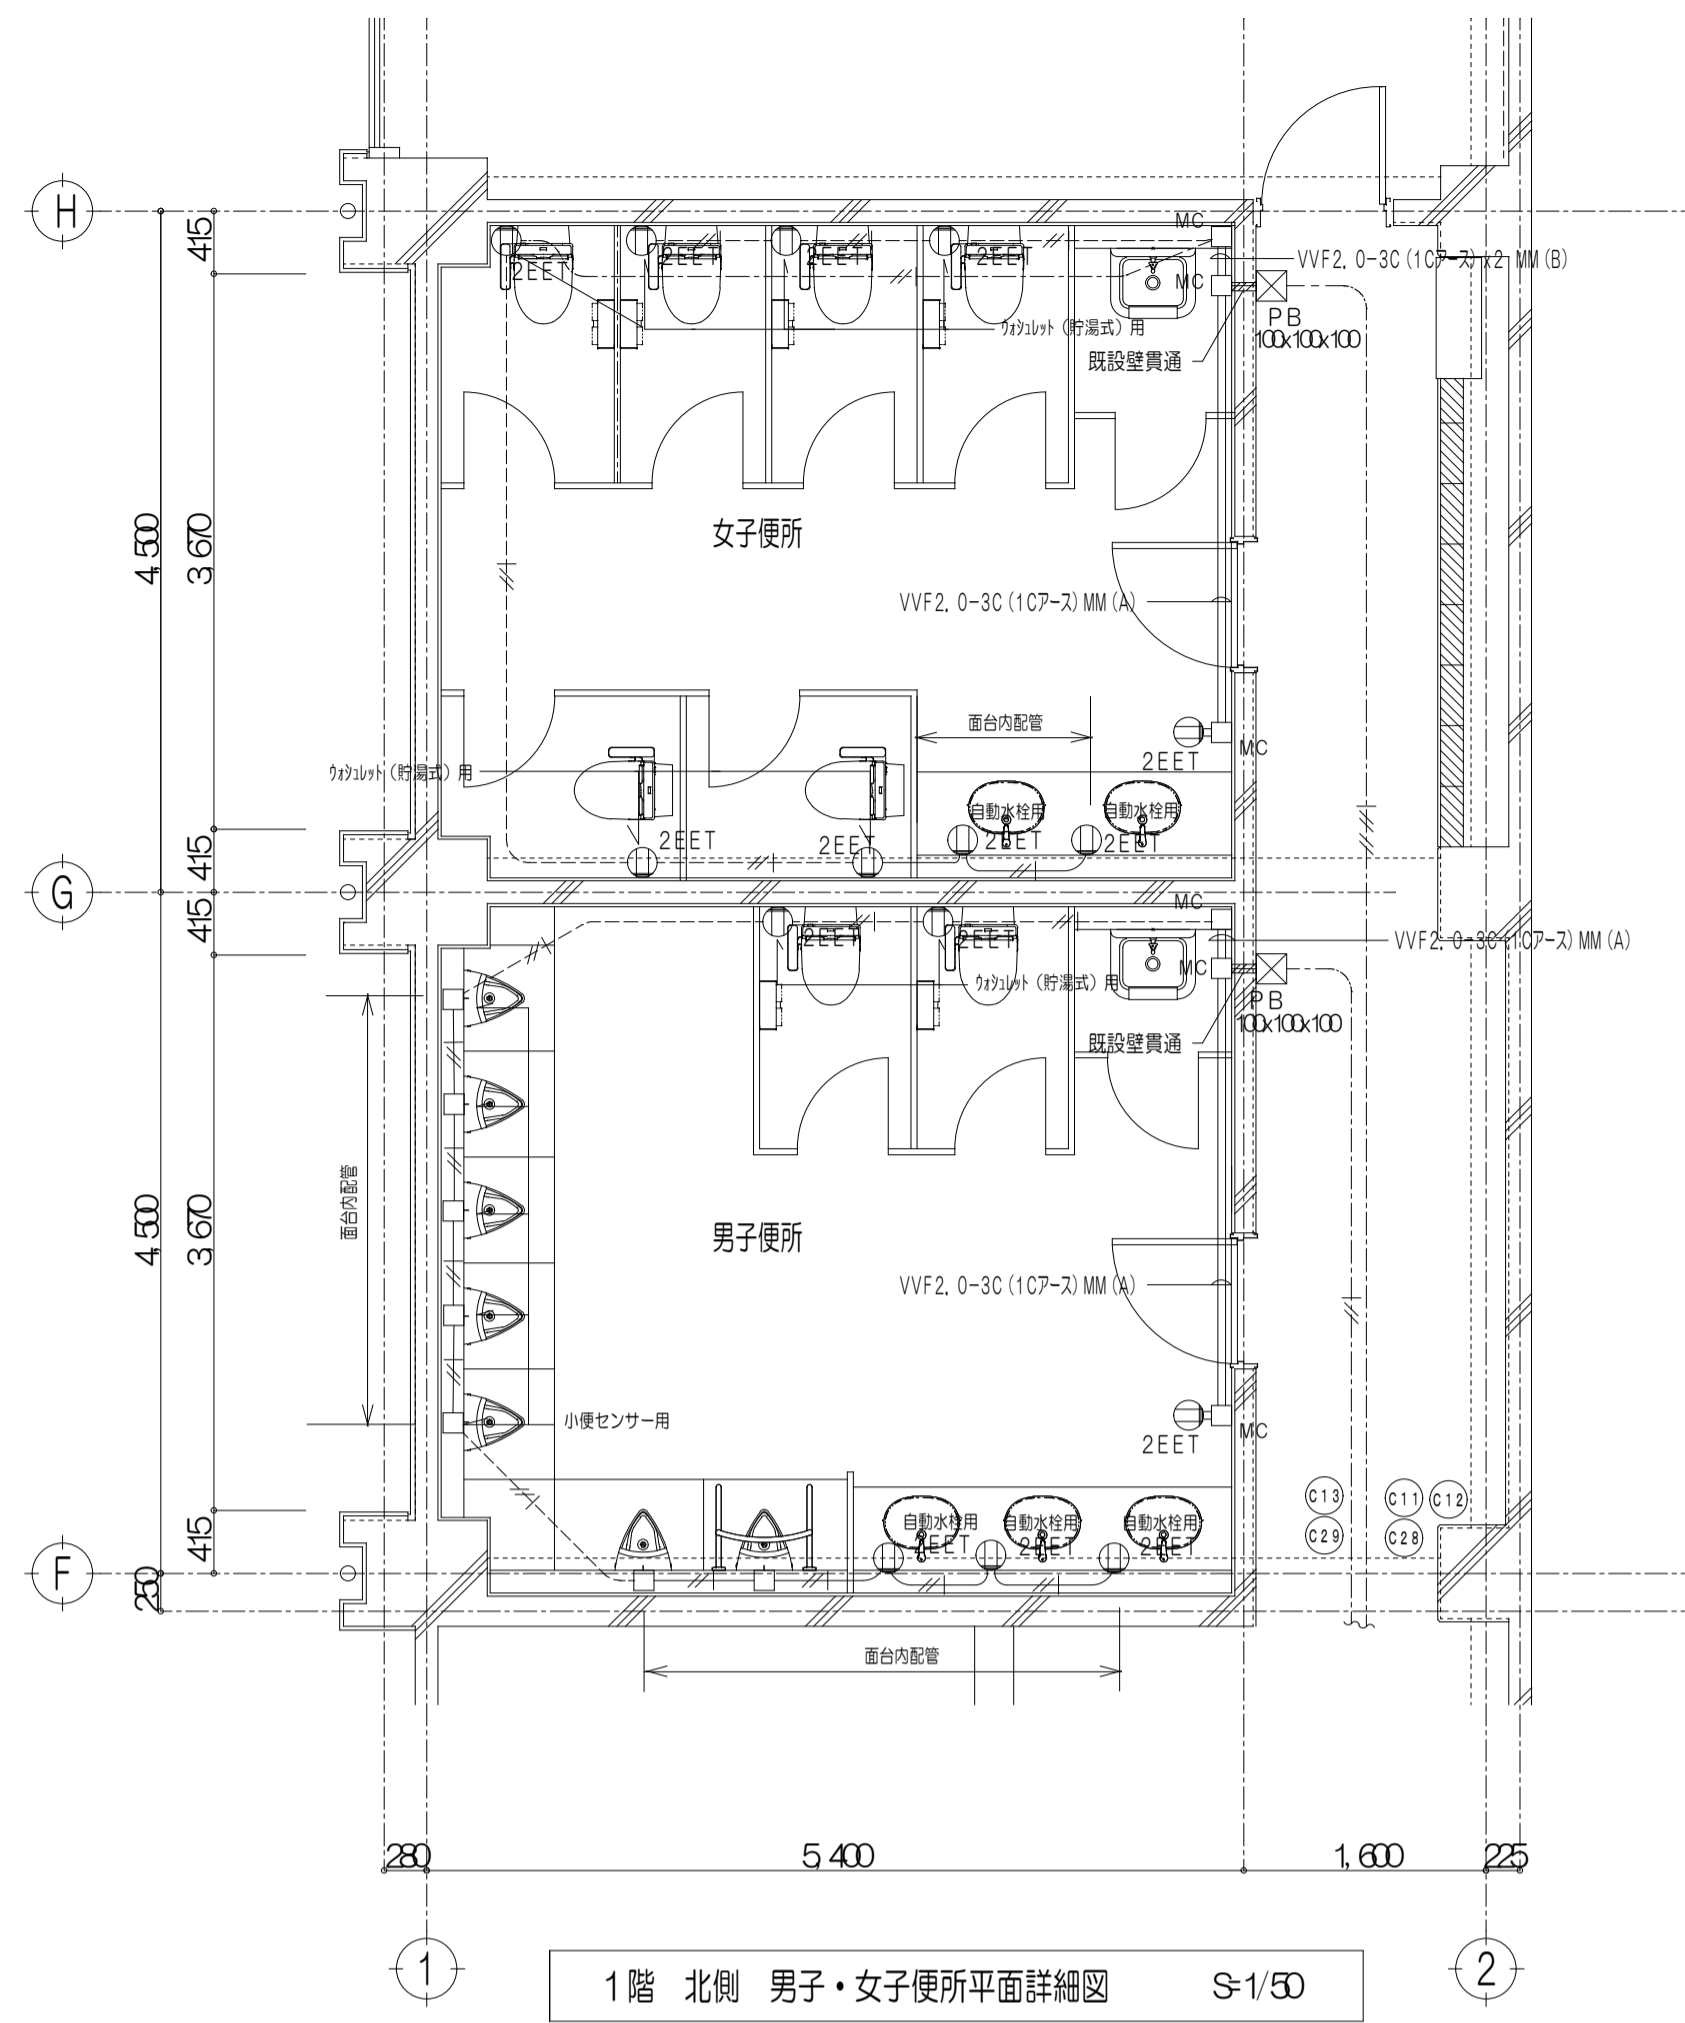 H
415
MC
VVF2.0-3C(1Cアース)x2 MM(B)
2EET
2EET
2EET
2EET
MC
PB
100x100x100
ウォシュレット(貯湯式)用
既設壁貫通
女子便所
4,500
3,670
VVF2.0-3C(1Cアース)MM(A)
面台内配管
ウォシュレット(貯湯式)用
2EET
MC
自動水栓用
自動水栓用
2EET
2EET
2EET
2EET
415
G
415
MC
2EET
2EET
VVF2.0-3C(1Cアース)MM(A)
MC
ウォシュレット(貯湯式)用
PB
100x100x100
既設壁貫通
面台内配管
4,500
3,670
男子便所
VVF2.0-3C(1Cアース)MM(A)
小便センサー用
2EET
MC
C13
C11
C12
C29
C28
自動水栓用
自動水栓用
自動水栓用
2EET
2EET
2EET
415
F
250
面台内配管
280
5,400
1,600
225
1
2
1階 北側 男子・女子便所平面詳細図 S=1/50